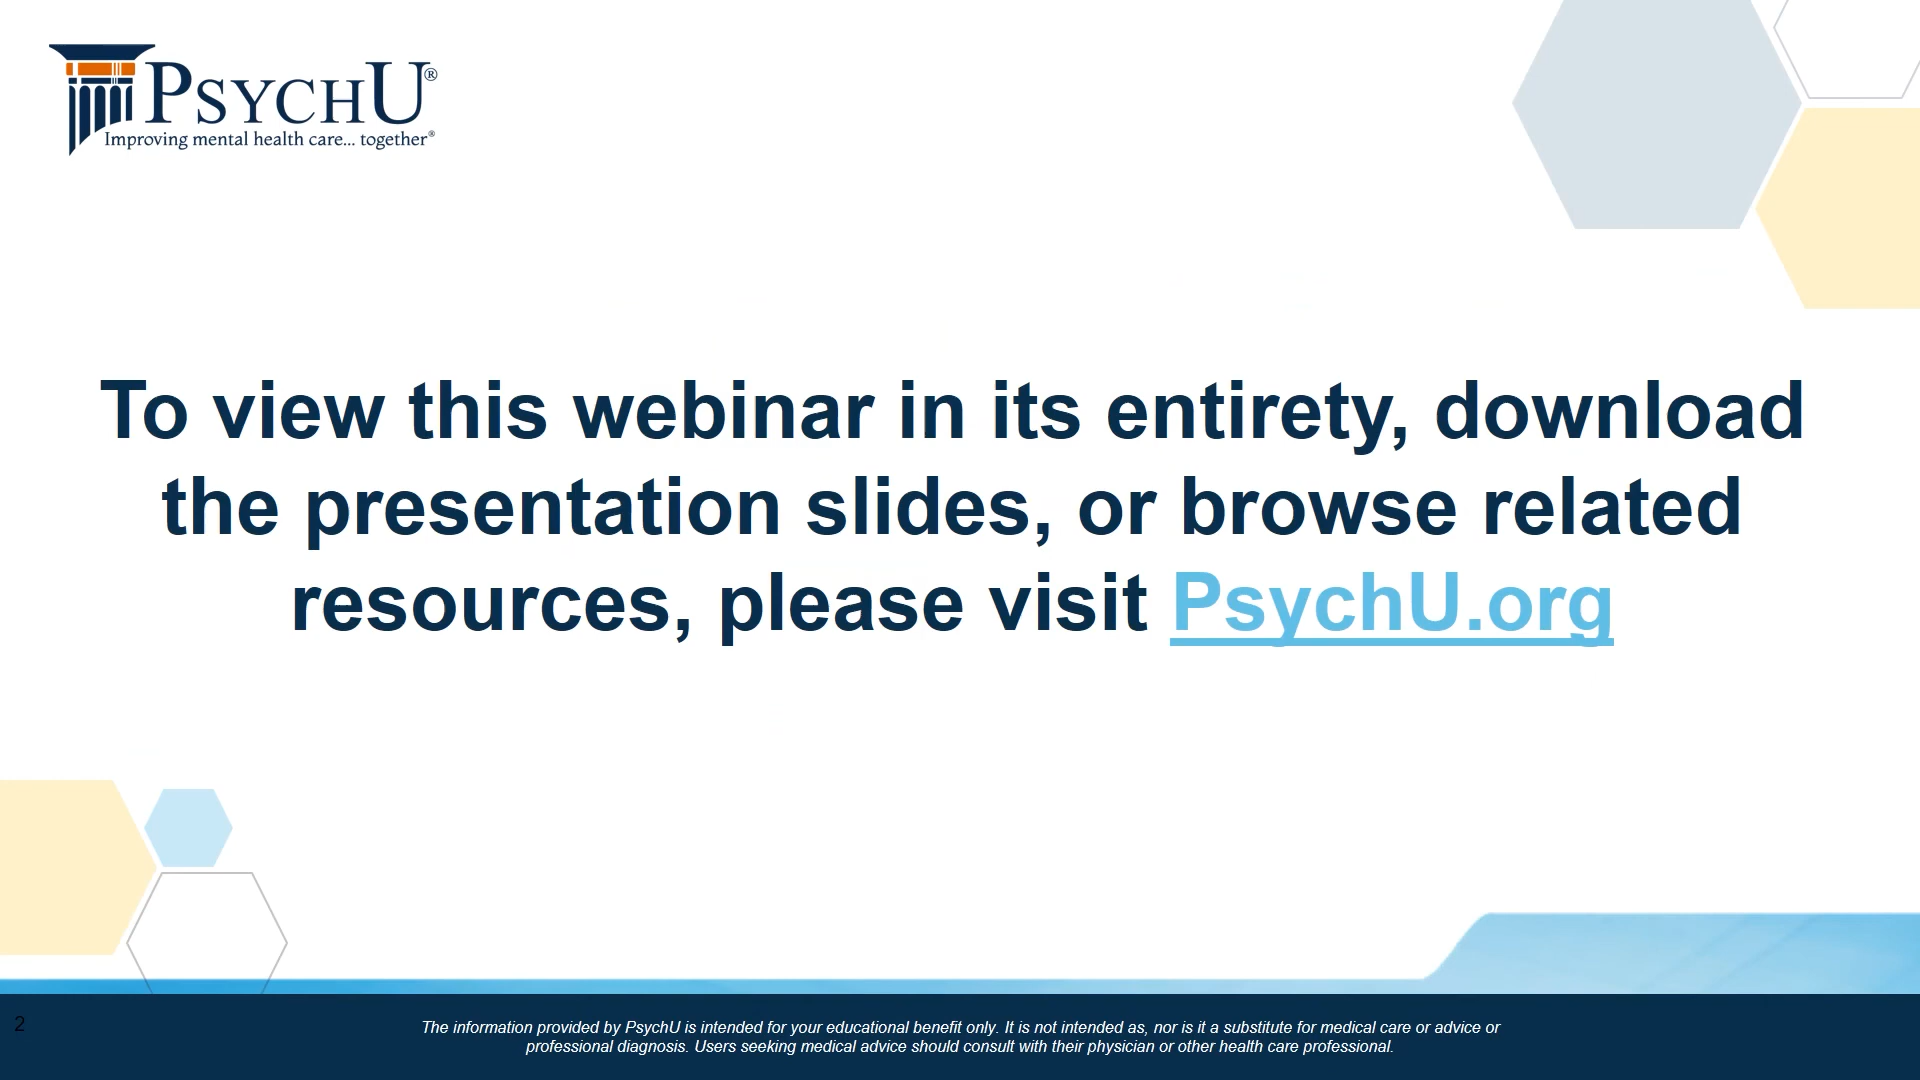 PSYCHU®
Improving mental health care... together®
To view this webinar in its entirety, download
the presentation slides, or browse related
resources, please visit PsychU.org
2
The information provided by PsychU is intended for your educational benefit only. It is not intended as, nor is it a substitute for medical care or advice or
professional diagnosis. Users seeking medical advice should consult with their physician or other health care professional.